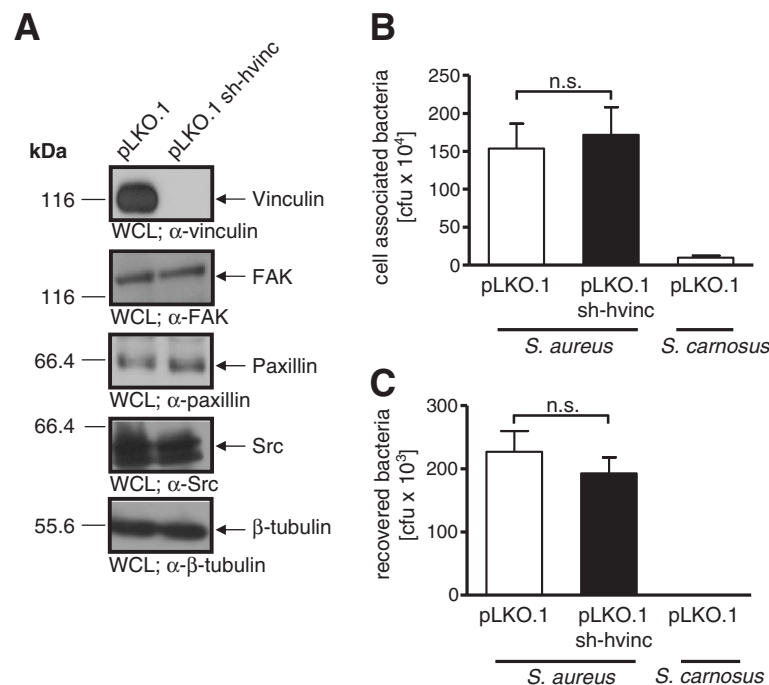 A
pLKO.1
pLKO.1 sh-hvinc
kDa
116
Vinculin
WCL; α-vinculin
FAK
116
WCL; α-FAK
66.4
Paxillin
WCL; α-paxillin
66.4
Src
WCL; α-Src
55.6
β-tubulin
WCL; α-β-tubulin
B
cell associated bacteria
[cfu x 10⁴]
250
200
150
100
50
0
n.s.
pLKO.1 pLKO.1 pLKO.1
sh-hvinc
S. aureus S. carnosus
C
recovered bacteria
[cfu x 10³]
300
200
100
0
n.s.
pLKO.1 pLKO.1 pLKO.1
sh-hvinc
S. aureus S. carnosus